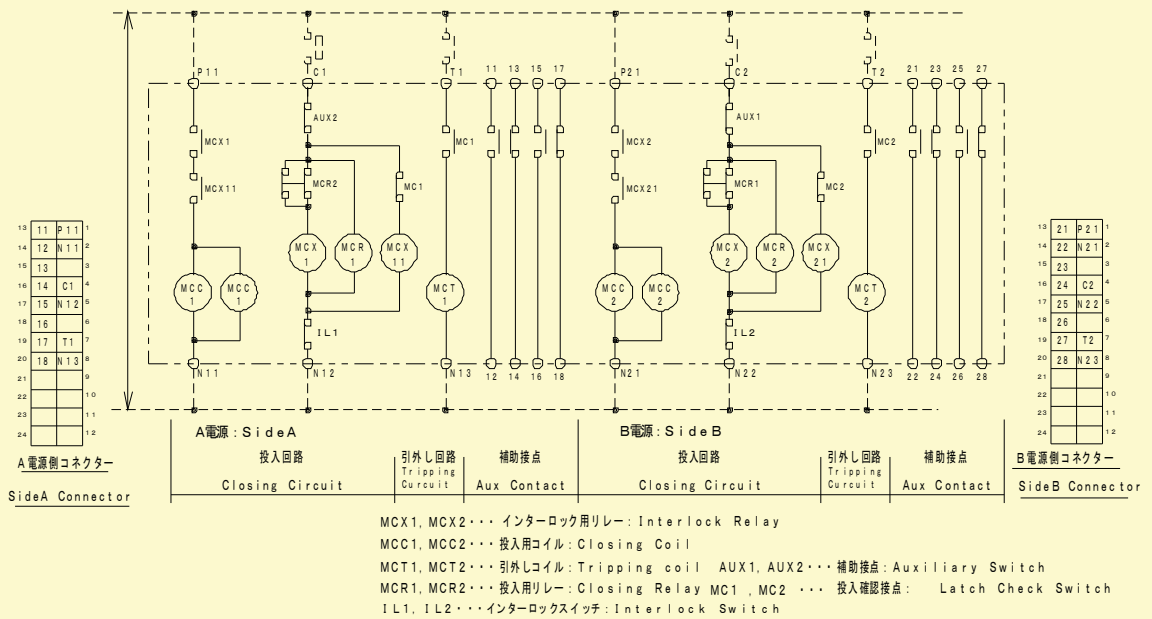 P11 C1 T1 11 13 15 17 P21 C2 T2 21 23 25 27
AUX2 AUX1
MCX1 MC1 MCX2 MC2
MCX11 MCR2 MC1 MCX21 MCR1 MC2
MCX 1 MCR 1 MCX 11 MCX 2 MCR 2 MCX 21
MCC 1 MCC 1 MCT 1 MCC 2 MCC 2 MCT 2
IL1 IL2
N11 N12 N13 12 14 16 18 N21 N22 N23 22 24 26 28
13 11 P11 1
14 12 N11 2
15 13 3
16 14 C1 4
17 15 N12 5
18 16 6
19 17 T1 7
20 18 N13 8
21 9
22 10
23 11
24 12
A電源側コネクター
SideA Connector
13 21 P21 1
14 22 N21 2
15 23 3
16 24 C2 4
17 25 N22 5
18 26 6
19 27 T2 7
20 28 N23 8
21 9
22 10
23 11
24 12
B電源側コネクター
SideB Connector
A電源:SideA B電源:SideB
投入回路 引外し回路 補助接点 投入回路 引外し回路 補助接点
Closing Circuit Tripping Curcuit Aux Contact Closing Circuit Tripping Curcuit Aux Contact
MCX1, MCX2・・・ インターロック用リレー: Interlock Relay
MCC1, MCC2・・・ 投入用コイル: Closing Coil
MCT1, MCT2・・・引外しコイル: Tripping coil AUX1, AUX2・・・補助接点: Auxiliary Switch
MCR1, MCR2・・・投入用リレー: Closing Relay MC1 , MC2 ・・・ 投入確認接点: Latch Check Switch
IL1, IL2・・・インターロックスイッチ: Interlock Switch